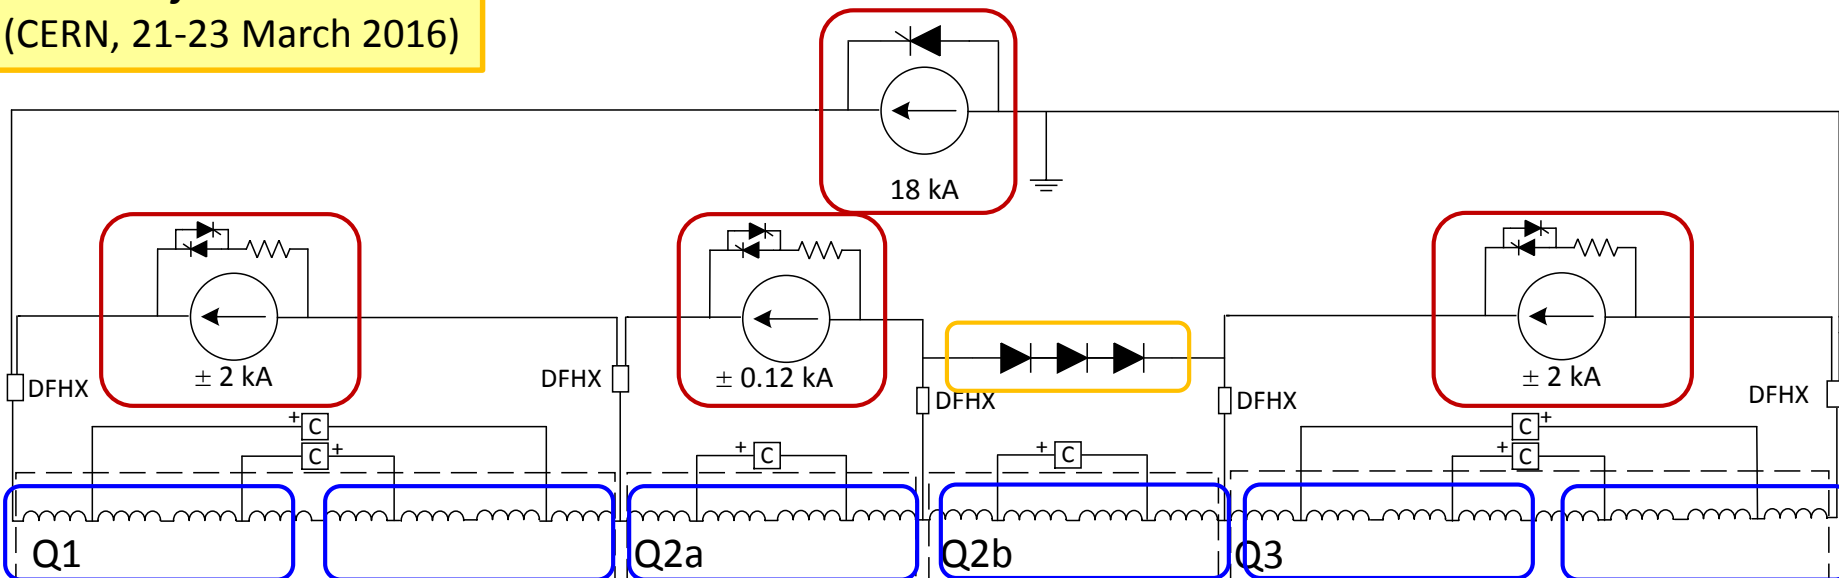 (CERN, 21-23 March 2016)
18 kA
± 2 kA
± 0.12 kA
± 2 kA
DFHX
DFHX
DFHX
DFHX
DFHX
+ C
C +
+ C
+ C
C +
C +
Q1
Q2a
Q2b
Q3